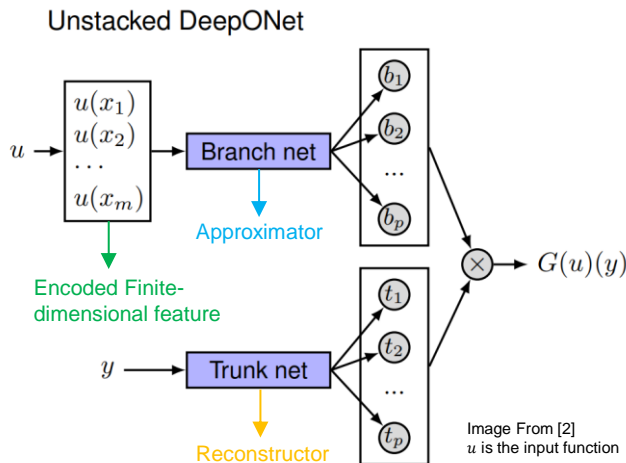 Unstacked DeepONet
u
u(x₁)
u(x₂)
...
u(xₘ)
Branch net
b₁
b₂
...
bₚ
Approximator
Encoded Finite-
dimensional feature
×
G(u)(y)
y
Trunk net
t₁
t₂
...
tₚ
Reconstructor
Image From [2]
u is the input function